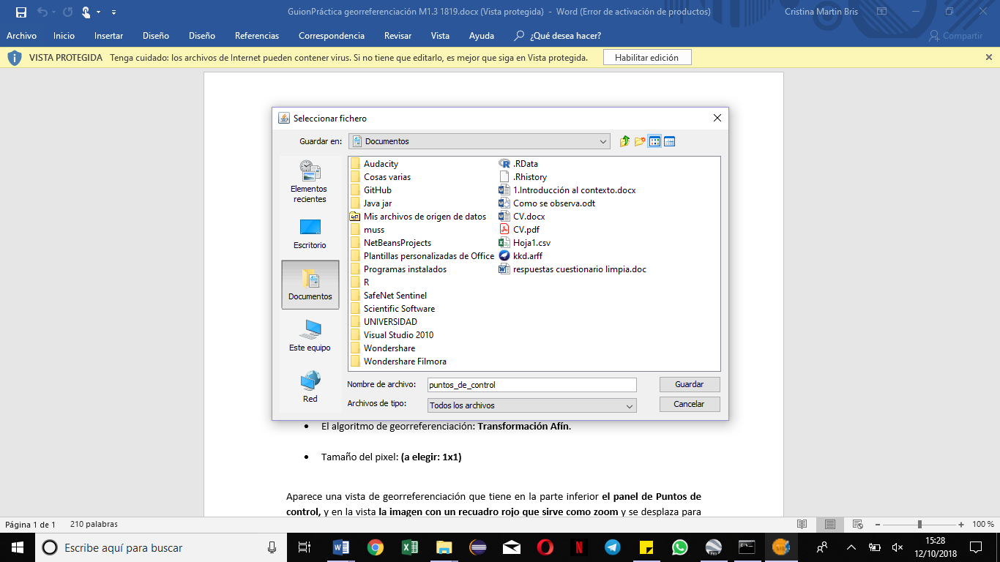 GuionPráctica georreferenciación M1.3 1819.docx (Vista protegida) - Word (Error de activación de productos)
Cristina Martin Bris
Archivo Inicio Insertar Diseño Diseño Referencias Correspondencia Revisar Vista Ayuda ¿Qué desea hacer? Compartir
VISTA PROTEGIDA Tenga cuidado: los archivos de Internet pueden contener virus. Si no tiene que editarlo, es mejor que siga en Vista protegida. Habilitar edición
Seleccionar fichero
Guardar en: Documentos
Elementos recientes
Escritorio
Documentos
Este equipo
Red
Audacity
Cosas varias
GitHub
Java jar
Mis archivos de origen de datos
muss
NetBeansProjects
Plantillas personalizadas de Office
Programas instalados
R
SafeNet Sentinel
Scientific Software
UNIVERSIDAD
Visual Studio 2010
Wondershare
Wondershare Filmora
.RData
.Rhistory
1.Introducción al contexto.docx
Como se observa.odt
CV.docx
CV.pdf
Hoja1.csv
kkd.arff
respuestas cuestionario limpia.doc
Nombre de archivo: puntos_de_control Guardar
Archivos de tipo: Todos los archivos Cancelar
• El algoritmo de georreferenciación: Transformación Afín.
• Tamaño del pixel: (a elegir: 1x1)
Aparece una vista de georreferenciación que tiene en la parte inferior el panel de Puntos de
control, y en la vista la imagen con un recuadro rojo que sirve como zoom y se desplaza para
Página 1 de 1 210 palabras 100 %
Escribe aquí para buscar
15:28
12/10/2018